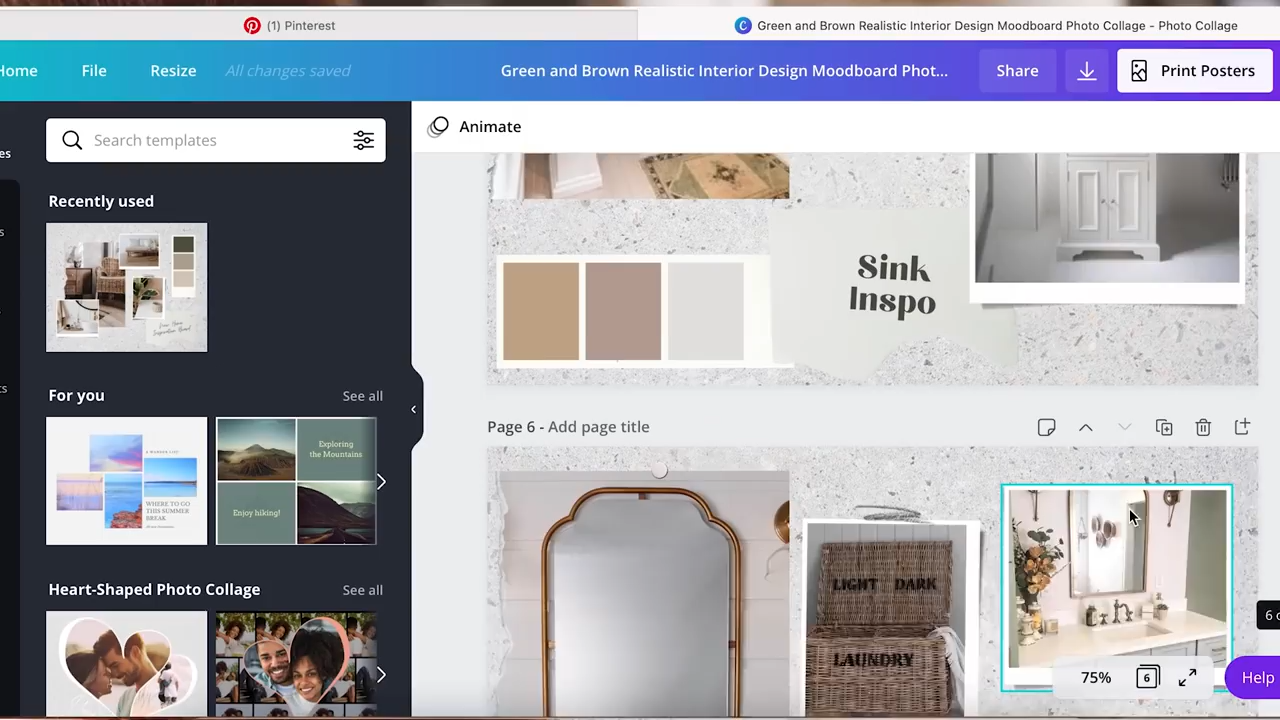 (1) Pinterest
Green and Brown Realistic Interior Design Moodboard Photo Collage - Photo Collage
Home
File
Resize
All changes saved
Green and Brown Realistic Interior Design Moodboard Phot...
Share
Print Posters
Search templates
Animate
Recently used
Sink
Inspo
For you
See all
A WANDER LIST
WHERE TO GO
THIS SUMMER
BREAK
Exploring
the Mountains
Enjoy hiking!
Page 6 - Add page title
LIGHT DARK
LAUNDRY
Heart-Shaped Photo Collage
See all
75%
6
Help